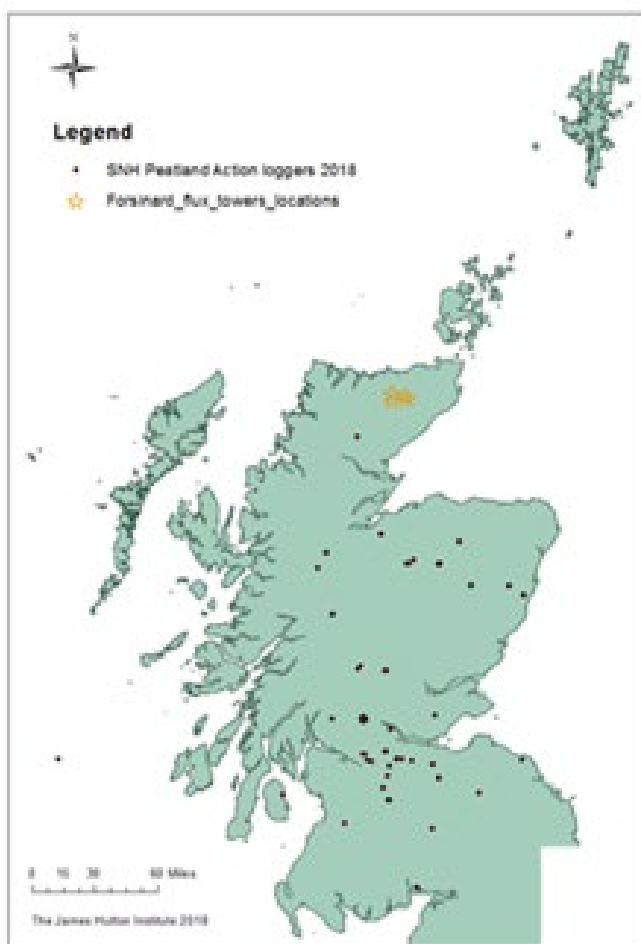 N
Legend
SNH Peatland Action loggers 2018
Forsinard_flux_towers_locations
0 15 30 60 Miles
The James Hutton Institute 2018